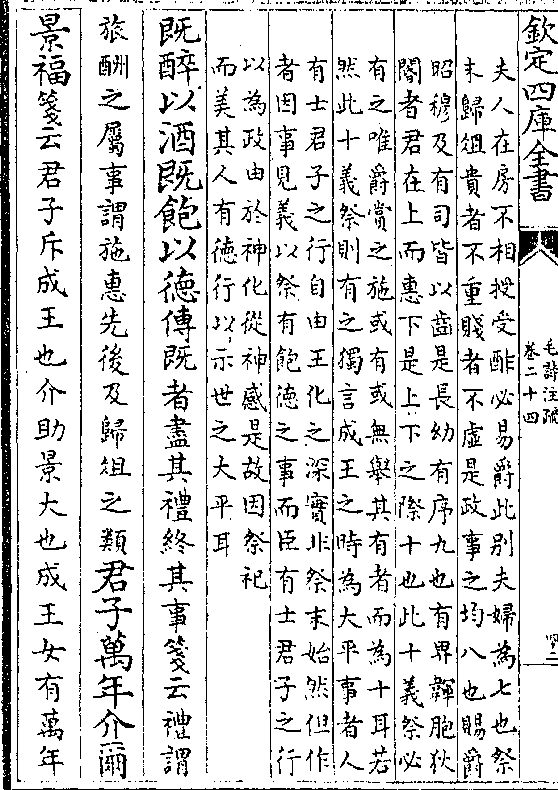 欽定四庫全書
毛詩注疏
卷二十四
夫人在房不相授受酢必易爵此别夫婦為七也祭
末歸俎貴者不重賤者不虛是政事之均八也賜爵
昭穆及有司皆以齒是長幼有序九也有畀韗胞狄
閽者君在上而惠下是上下之際十也此十義祭必
有之唯爵賞之施或有或無舉其有者而為十耳若
然此十義祭則有之獨言成王之時為大平事者人
有士君子之行自由王化之深實非祭末始然但作
者因事見義以祭有飽德之事而臣有士君子之行
以為政由於神化從神感是故因祭祀
而美其人有德行以示世之大平耳
既醉以酒既飽以德傳既者盡其禮終其事箋云禮謂
旅酬之屬事謂施惠先後及歸俎之類君子萬年介爾
景福箋云君子斥成王也介助景大也成王女有萬年